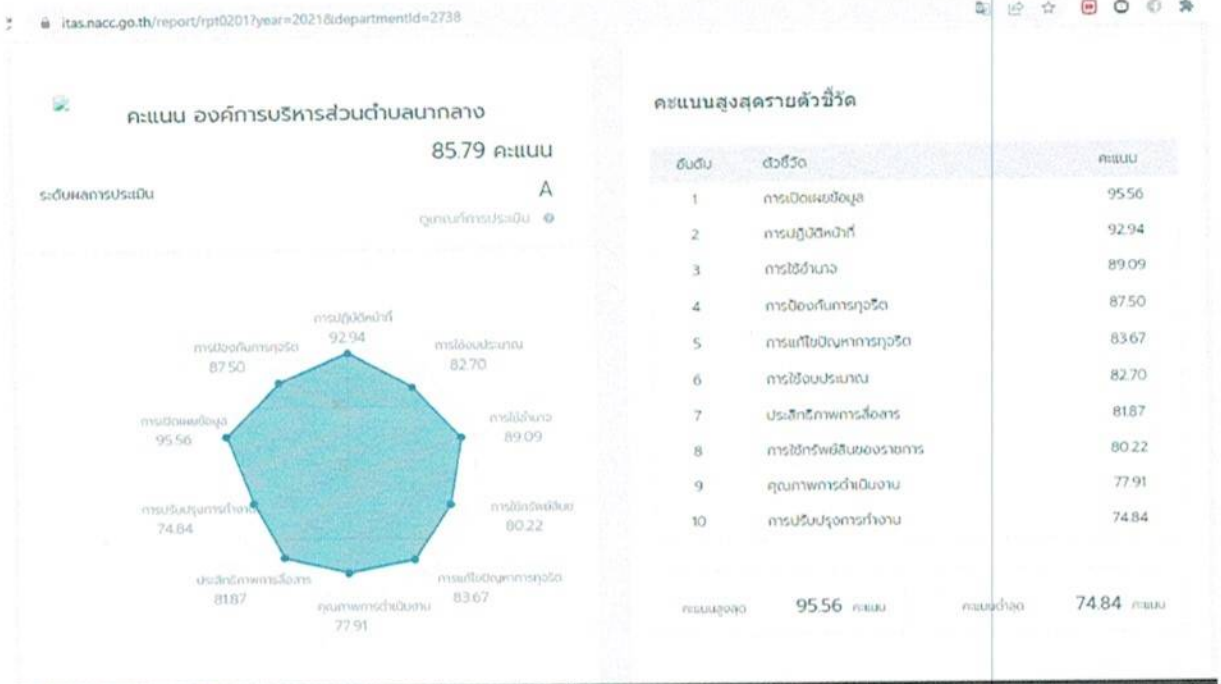 itas.nacc.go.th/report/rpt0201?year=2021&departmentId=2738
คะแนน องค์การบริหารส่วนตำบลนากลาง
85.79 คะแนน
ระดับผลการประเมิน A
ดูเกณฑ์การประเมิน
การปฏิบัติหน้าที่
92.94
การป้องกันการทุจริต
87.50
การใช้งบประมาณ
82.70
การเปิดเผยข้อมูล
95.56
การใช้อำนาจ
89.09
การปรับปรุงการทำงาน
74.84
การใช้ทรัพย์สินข
80.22
ประสิทธิภาพการสื่อสาร
81.87
การแก้ไขปัญหาการทุจริต
83.67
คุณภาพการดำเนินงาน
77.91
คะแนนสูงสุดรายตัวชี้วัด
อันดับ ตัวชี้วัด คะแนน
1 การเปิดเผยข้อมูล 95.56
2 การปฏิบัติหน้าที่ 92.94
3 การใช้อำนาจ 89.09
4 การป้องกันการทุจริต 87.50
5 การแก้ไขปัญหาการทุจริต 83.67
6 การใช้งบประมาณ 82.70
7 ประสิทธิภาพการสื่อสาร 81.87
8 การใช้ทรัพย์สินของราชการ 80.22
9 คุณภาพการดำเนินงาน 77.91
10 การปรับปรุงการทำงาน 74.84
คะแนนสูงสุด 95.56 คะแนน คะแนนต่ำสุด 74.84 คะแนน